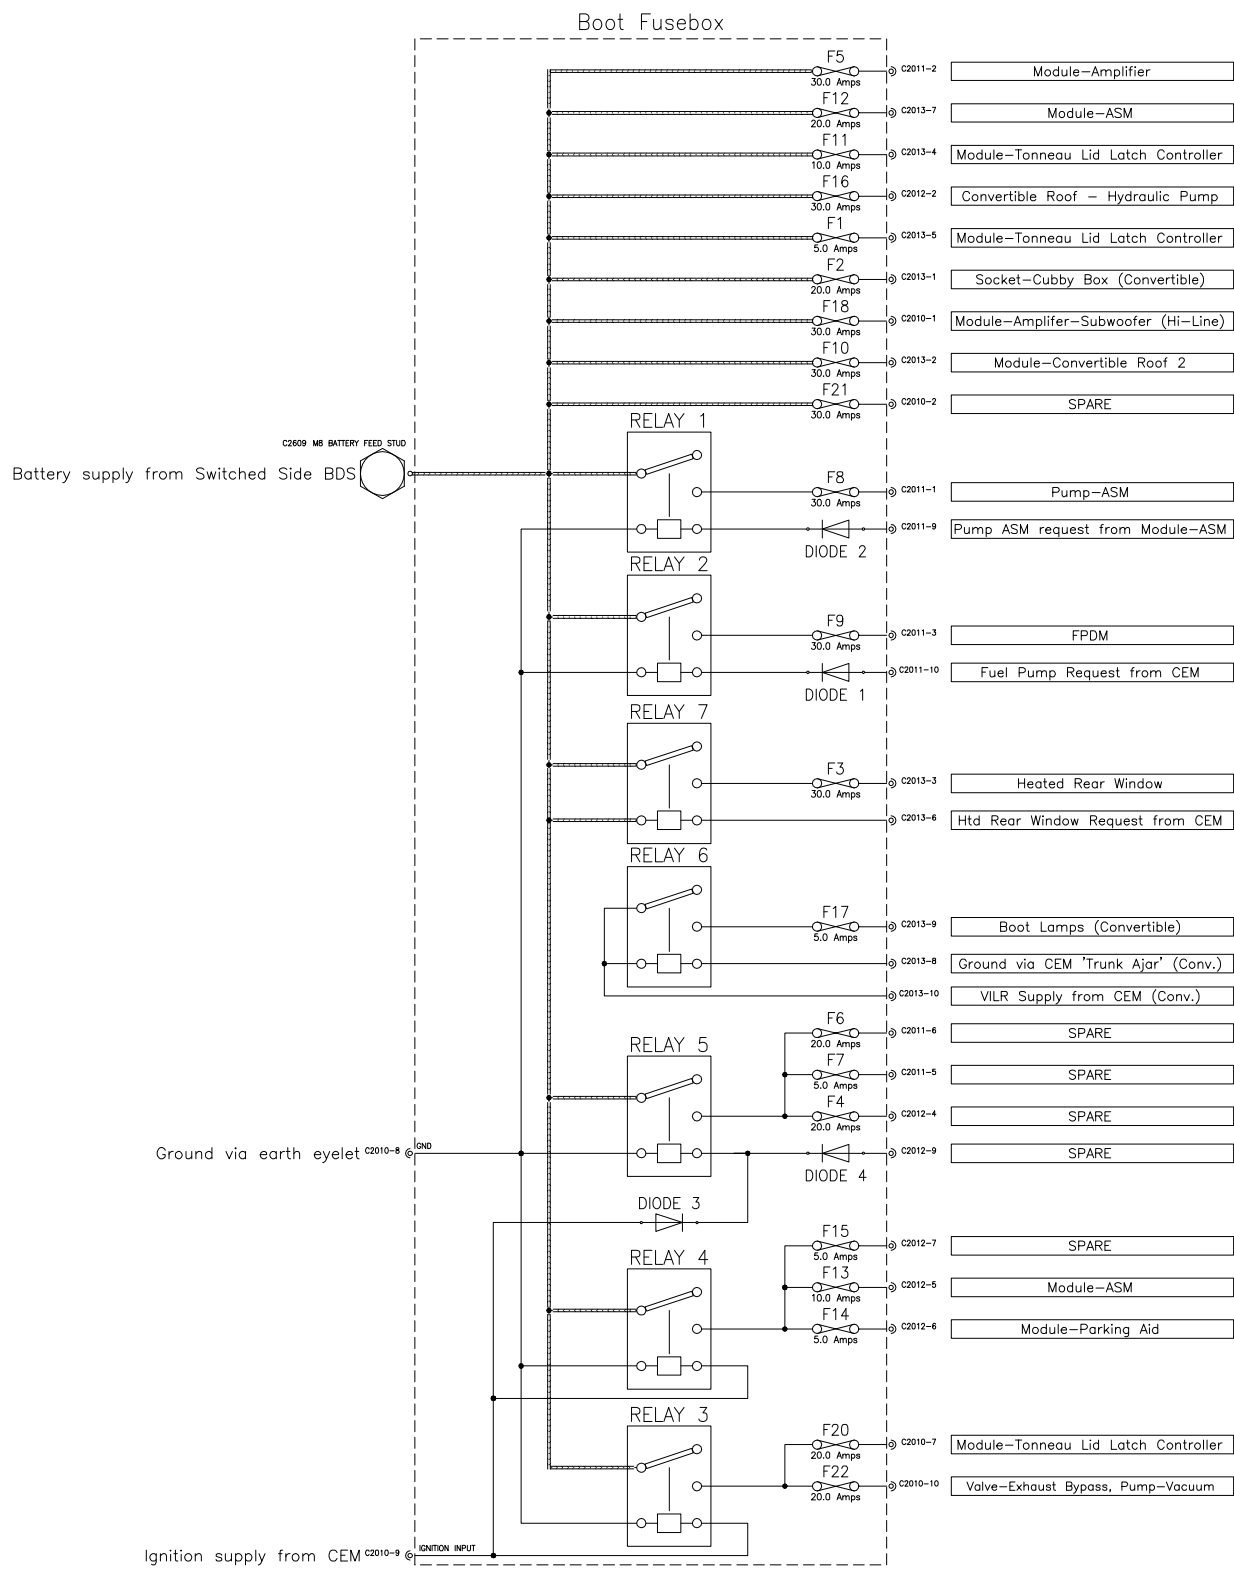 Boot Fusebox
F5
30.0 Amps
C2011-2
Module-Amplifier
F12
20.0 Amps
C2013-7
Module-ASM
F11
10.0 Amps
C2013-4
Module-Tonneau Lid Latch Controller
F16
30.0 Amps
C2012-2
Convertible Roof - Hydraulic Pump
F1
5.0 Amps
C2013-5
Module-Tonneau Lid Latch Controller
F2
20.0 Amps
C2013-1
Socket-Cubby Box (Convertible)
F18
30.0 Amps
C2010-1
Module-Amplifer-Subwoofer (Hi-Line)
F10
30.0 Amps
C2013-2
Module-Convertible Roof 2
F21
30.0 Amps
C2010-2
SPARE
RELAY 1
C2609 M8 BATTERY FEED STUD
Battery supply from Switched Side BDS
F8
30.0 Amps
C2011-1
Pump-ASM
C2011-9
Pump ASM request from Module-ASM
DIODE 2
RELAY 2
F9
30.0 Amps
C2011-3
FPDM
C2011-10
Fuel Pump Request from CEM
DIODE 1
RELAY 7
F3
30.0 Amps
C2013-3
Heated Rear Window
C2013-6
Htd Rear Window Request from CEM
RELAY 6
F17
5.0 Amps
C2013-9
Boot Lamps (Convertible)
C2013-8
Ground via CEM 'Trunk Ajar' (Conv.)
C2013-10
VILR Supply from CEM (Conv.)
F6
20.0 Amps
C2011-6
SPARE
RELAY 5
F7
5.0 Amps
C2011-5
SPARE
F4
20.0 Amps
C2012-4
SPARE
Ground via earth eyelet
C2010-8
GND
C2012-9
SPARE
DIODE 4
DIODE 3
F15
5.0 Amps
C2012-7
SPARE
RELAY 4
F13
10.0 Amps
C2012-5
Module-ASM
F14
5.0 Amps
C2012-6
Module-Parking Aid
RELAY 3
F20
20.0 Amps
C2010-7
Module-Tonneau Lid Latch Controller
F22
20.0 Amps
C2010-10
Valve-Exhaust Bypass, Pump-Vacuum
Ignition supply from CEM
C2010-9
IGNITION INPUT